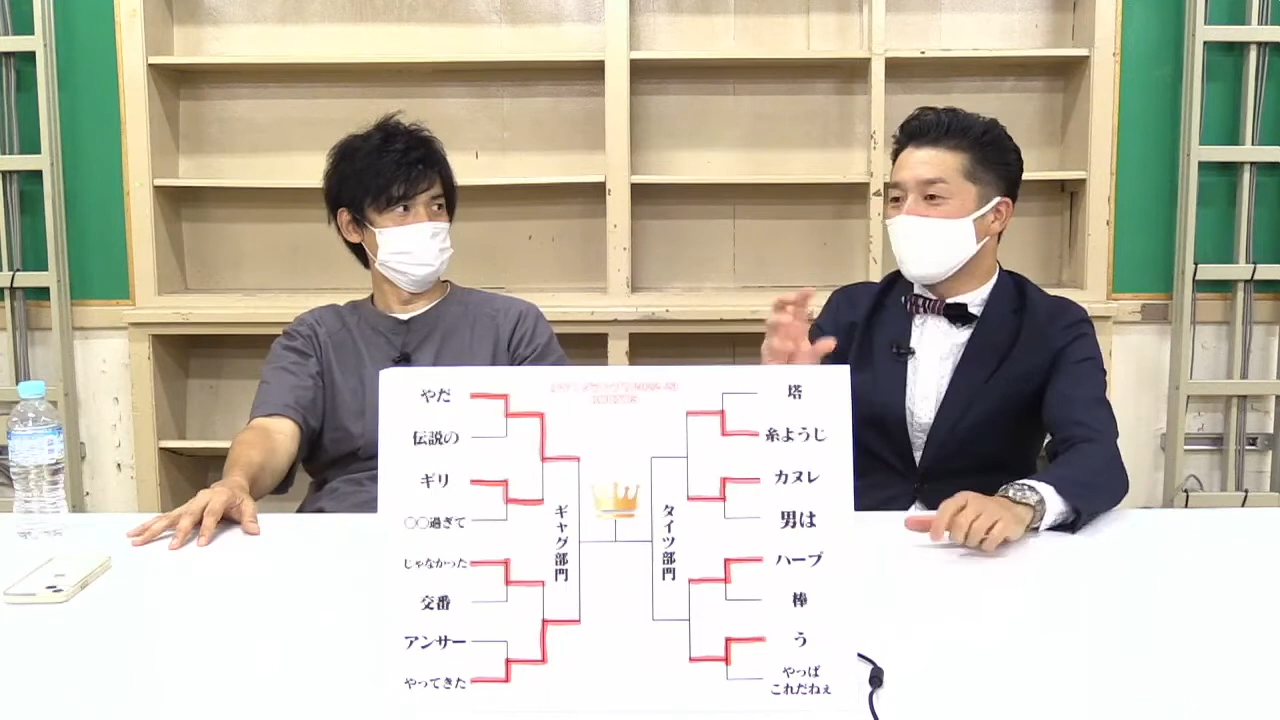 やだ
伝説の
ギリ
○○過ぎて
じゃなかった
交番
アンサー
やってきた
ギャグ部門
タイツ部門
塔
糸ようじ
カヌレ
男は
ハープ
棒
う
やっぱ
これだねぇ